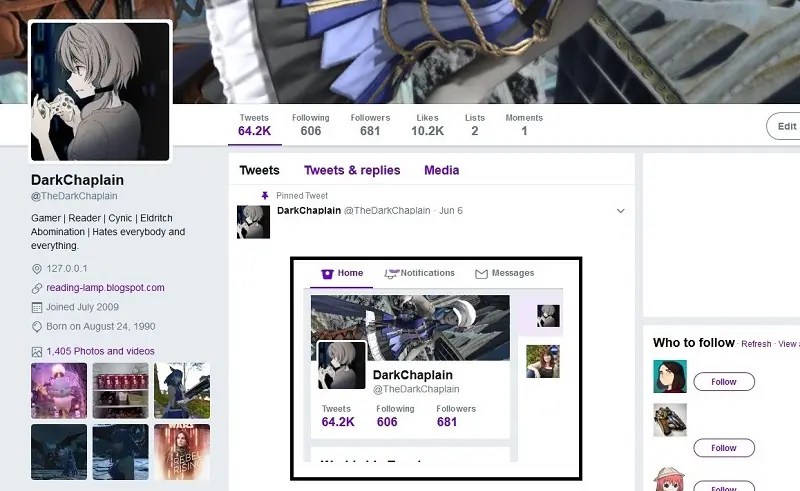 Tweets
64.2K
Following
606
Followers
681
Likes
10.2K
Lists
2
Moments
1
Edit
DarkChaplain
@TheDarkChaplain
Gamer | Reader | Cynic | Eldritch
Abomination | Hates everybody and
everything.
127.0.0.1
reading-lamp.blogspot.com
Joined July 2009
Born on August 24, 1990
1,405 Photos and videos
WARS
REBEL
RISING
Tweets Tweets & replies Media
Pinned Tweet
DarkChaplain @TheDarkChaplain · Jun 6
Home Notifications Messages
DarkChaplain
@TheDarkChaplain
Tweets Following Followers
64.2K 606 681
Who to follow · Refresh · View
Follow
Follow
Follow